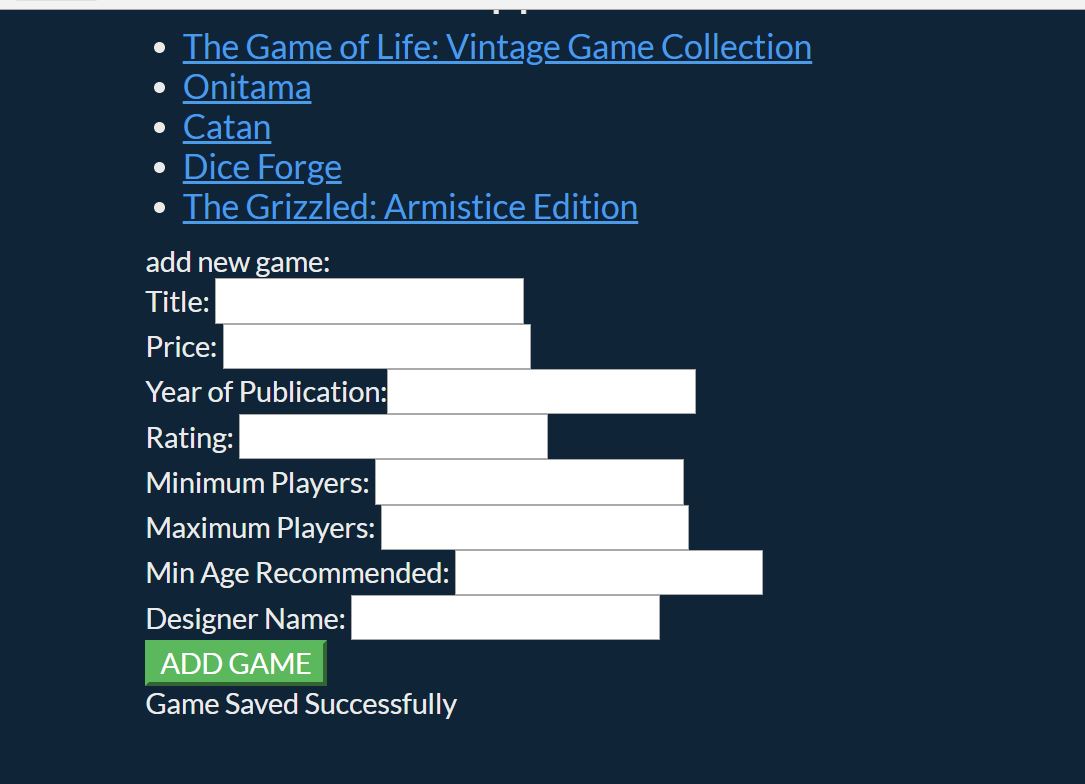 The Game of Life: Vintage Game Collection
Onitama
Catan
Dice Forge
The Grizzled: Armistice Edition
add new game:
Title:
Price:
Year of Publication:
Rating:
Minimum Players:
Maximum Players:
Min Age Recommended:
Designer Name:
ADD GAME
Game Saved Successfully